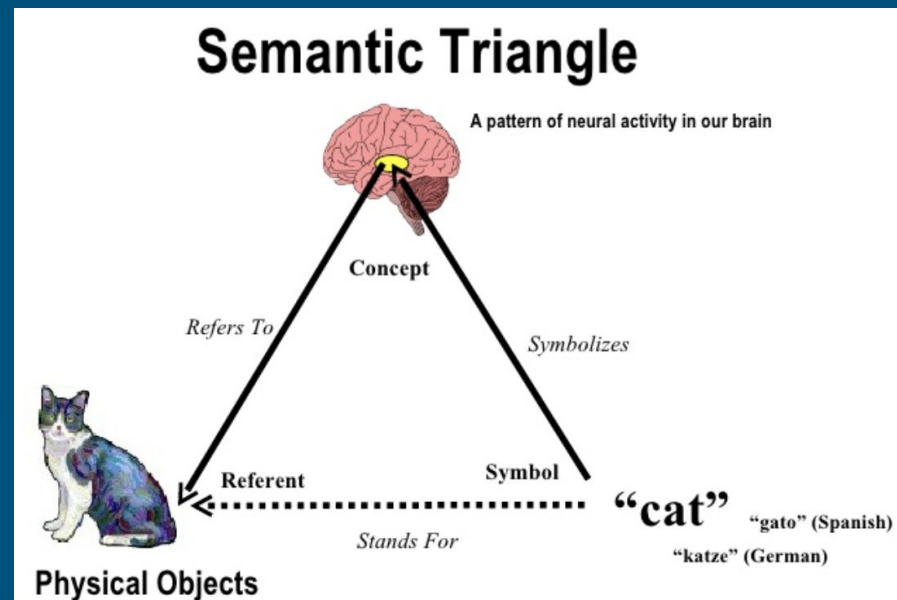 Semantic Triangle
A pattern of neural activity in our brain
Concept
Refers To
Symbolizes
Referent
Symbol
“cat”
“gato” (Spanish)
Stands For
“katze” (German)
Physical Objects